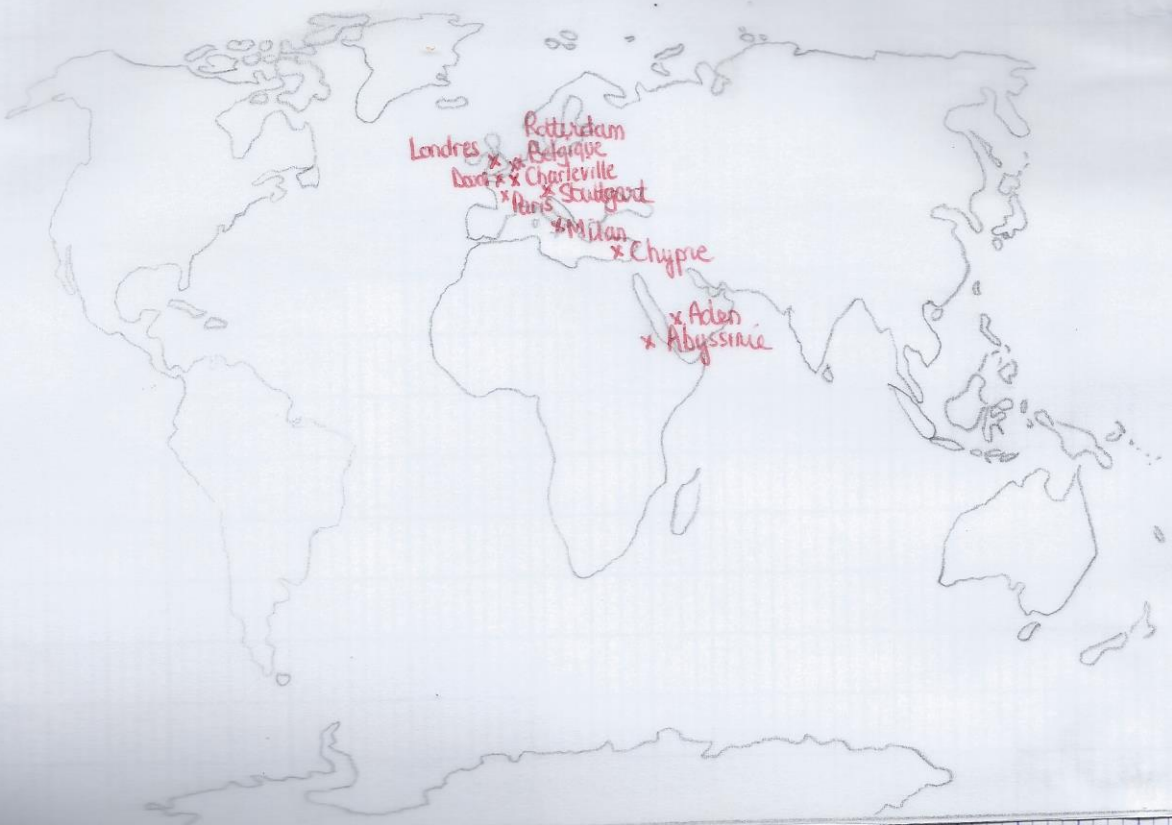 Rotterdam
Londres
Belgique
Charleville
Stuttgart
Paris
Milan
Chypre
Aden
Abyssinie